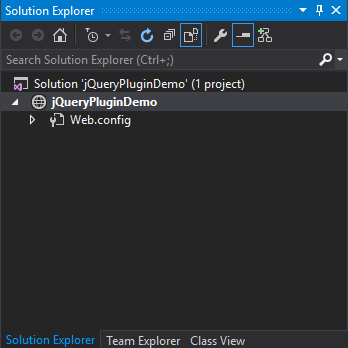 Solution Explorer
Search Solution Explorer (Ctrl+;)
Solution 'jQueryPluginDemo' (1 project)
jQueryPluginDemo
Web.config
Solution Explorer Team Explorer Class View